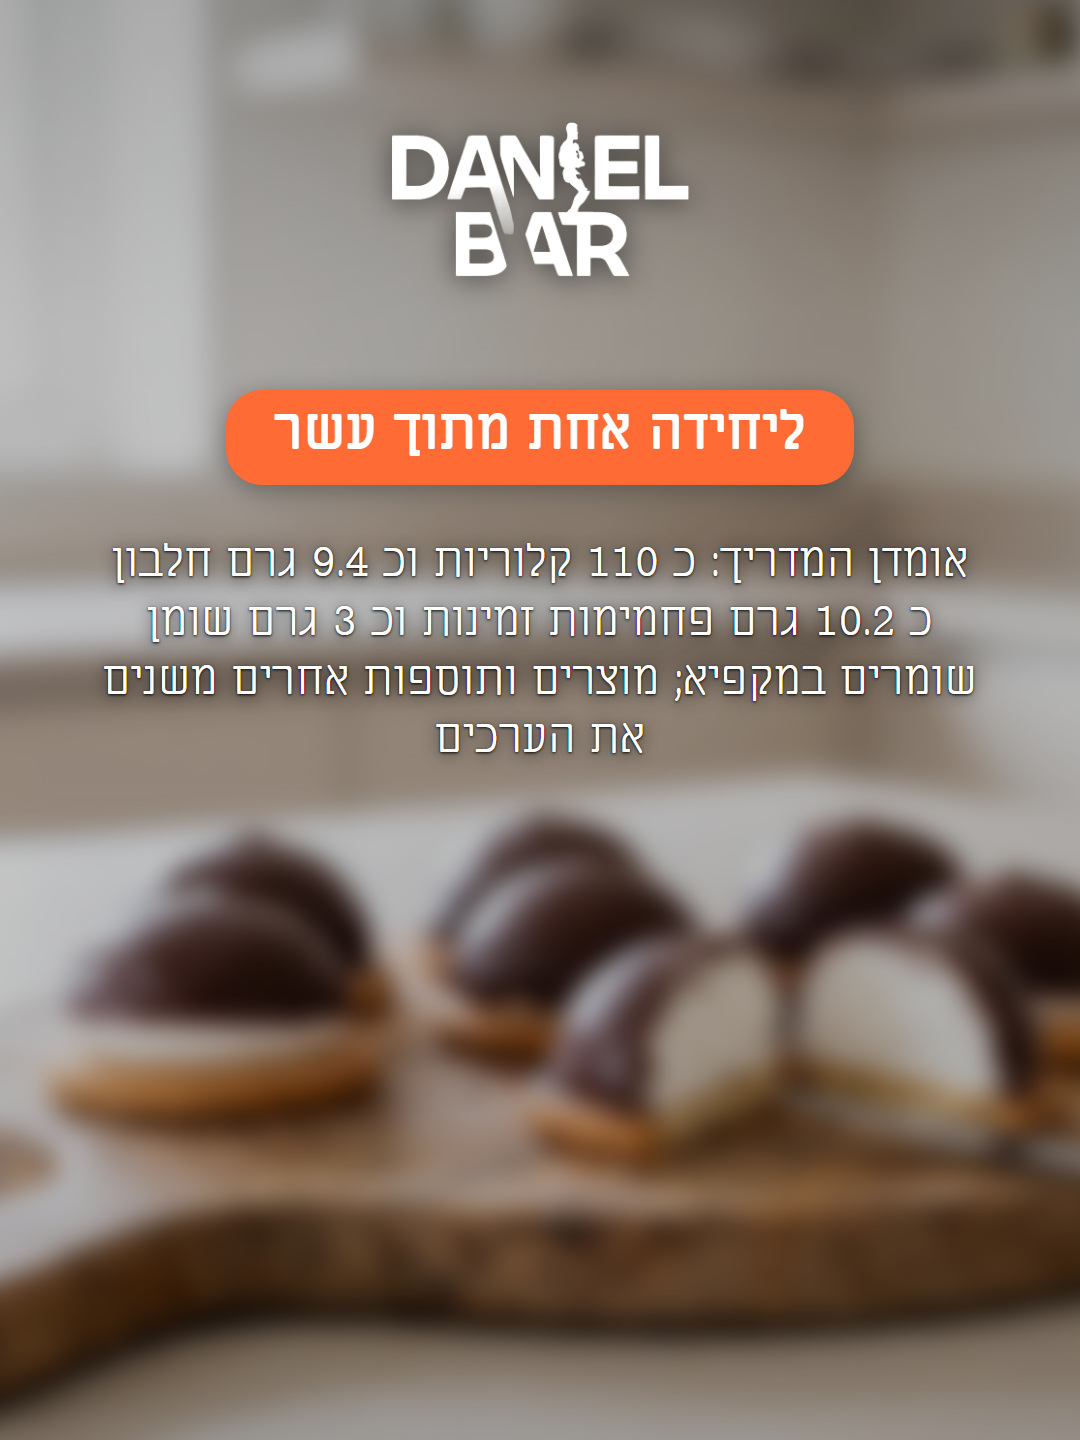 DANIEL
BAR
ליחידה אחת מתוך עשר
אומדן המדריך: כ 110 קלוריות וכ 9.4 גרם חלבון
כ 10.2 גרם פחמימות זמינות וכ 3 גרם שומן
שומרים במקפיא; מוצרים ותוספות אחרים משנים
את הערכים